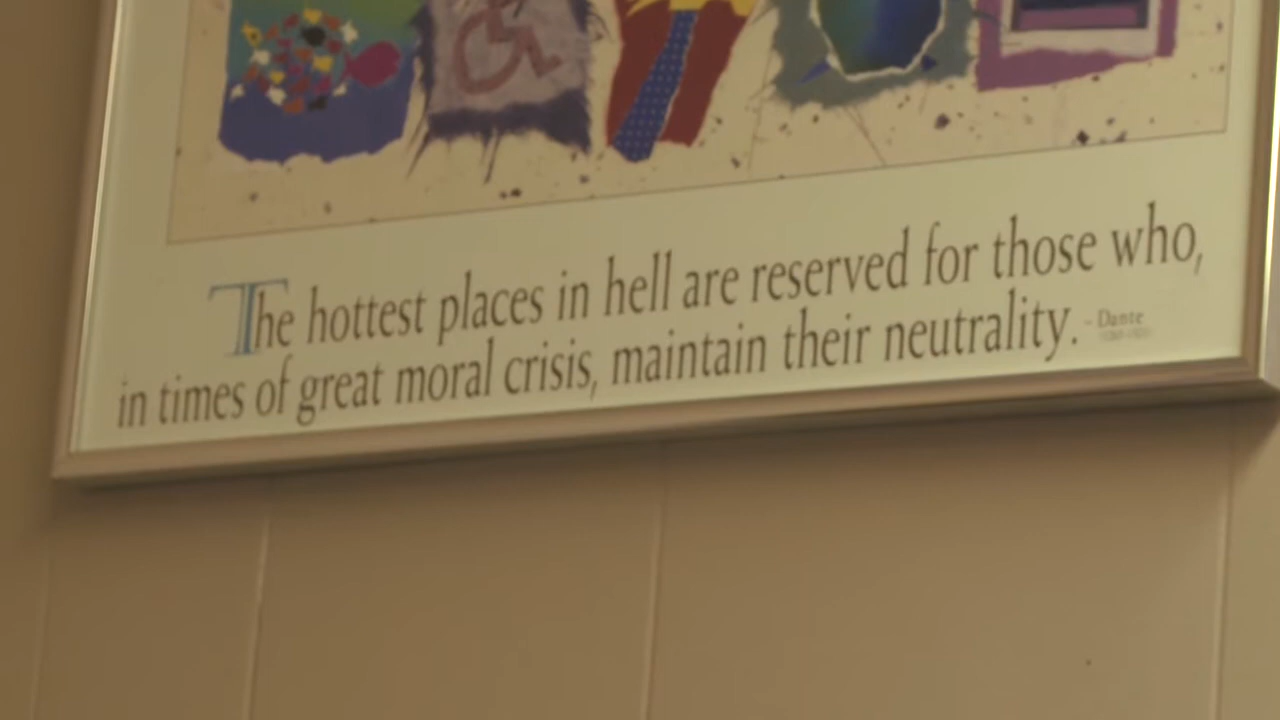 The hottest places in hell are reserved for those who,
in times of great moral crisis, maintain their neutrality. - Dante